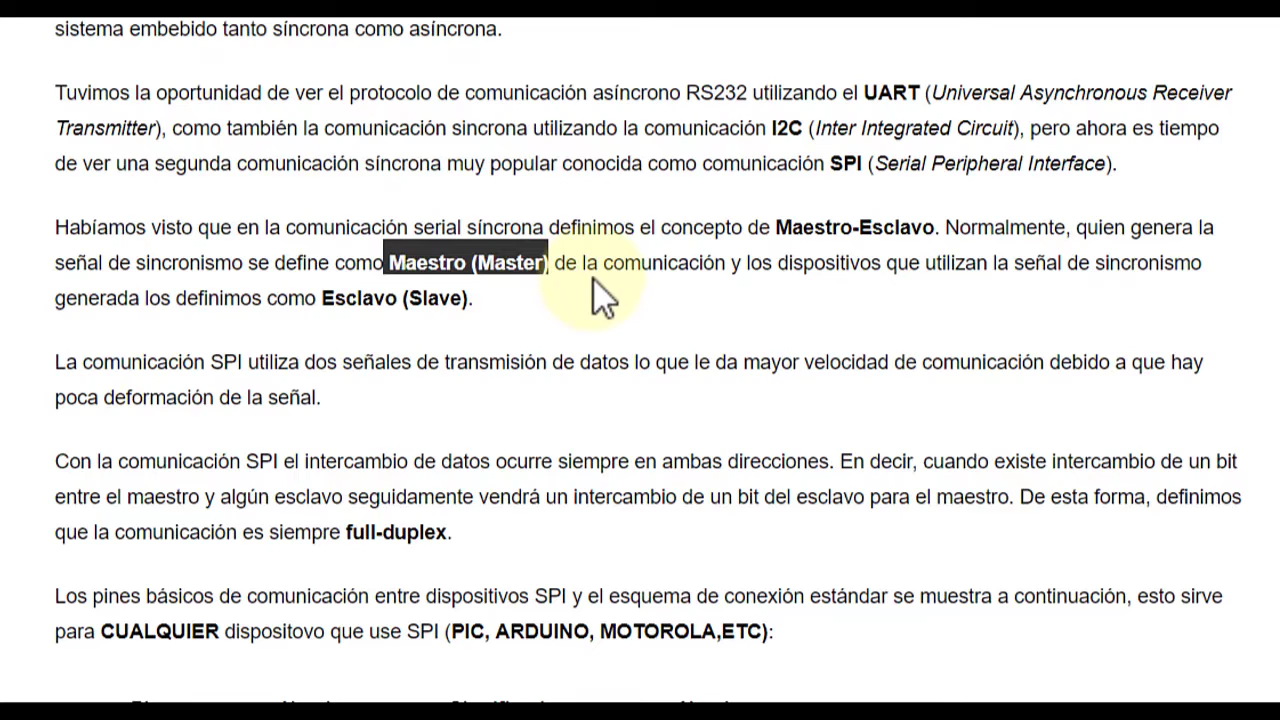 sistema embebido tanto síncrona como asíncrona.
Tuvimos la oportunidad de ver el protocolo de comunicación asíncrono RS232 utilizando el UART (Universal Asynchronous Receiver
Transmitter), como también la comunicación sincrona utilizando la comunicación I2C (Inter Integrated Circuit), pero ahora es tiempo
de ver una segunda comunicación síncrona muy popular conocida como comunicación SPI (Serial Peripheral Interface).
Habíamos visto que en la comunicación serial síncrona definimos el concepto de Maestro-Esclavo. Normalmente, quien genera la
señal de sincronismo se define como Maestro (Master) de la comunicación y los dispositivos que utilizan la señal de sincronismo
generada los definimos como Esclavo (Slave).
La comunicación SPI utiliza dos señales de transmisión de datos lo que le da mayor velocidad de comunicación debido a que hay
poca deformación de la señal.
Con la comunicación SPI el intercambio de datos ocurre siempre en ambas direcciones. En decir, cuando existe intercambio de un bit
entre el maestro y algún esclavo seguidamente vendrá un intercambio de un bit del esclavo para el maestro. De esta forma, definimos
que la comunicación es siempre full-duplex.
Los pines básicos de comunicación entre dispositivos SPI y el esquema de conexión estándar se muestra a continuación, esto sirve
para CUALQUIER dispositovo que use SPI (PIC, ARDUINO, MOTOROLA,ETC):